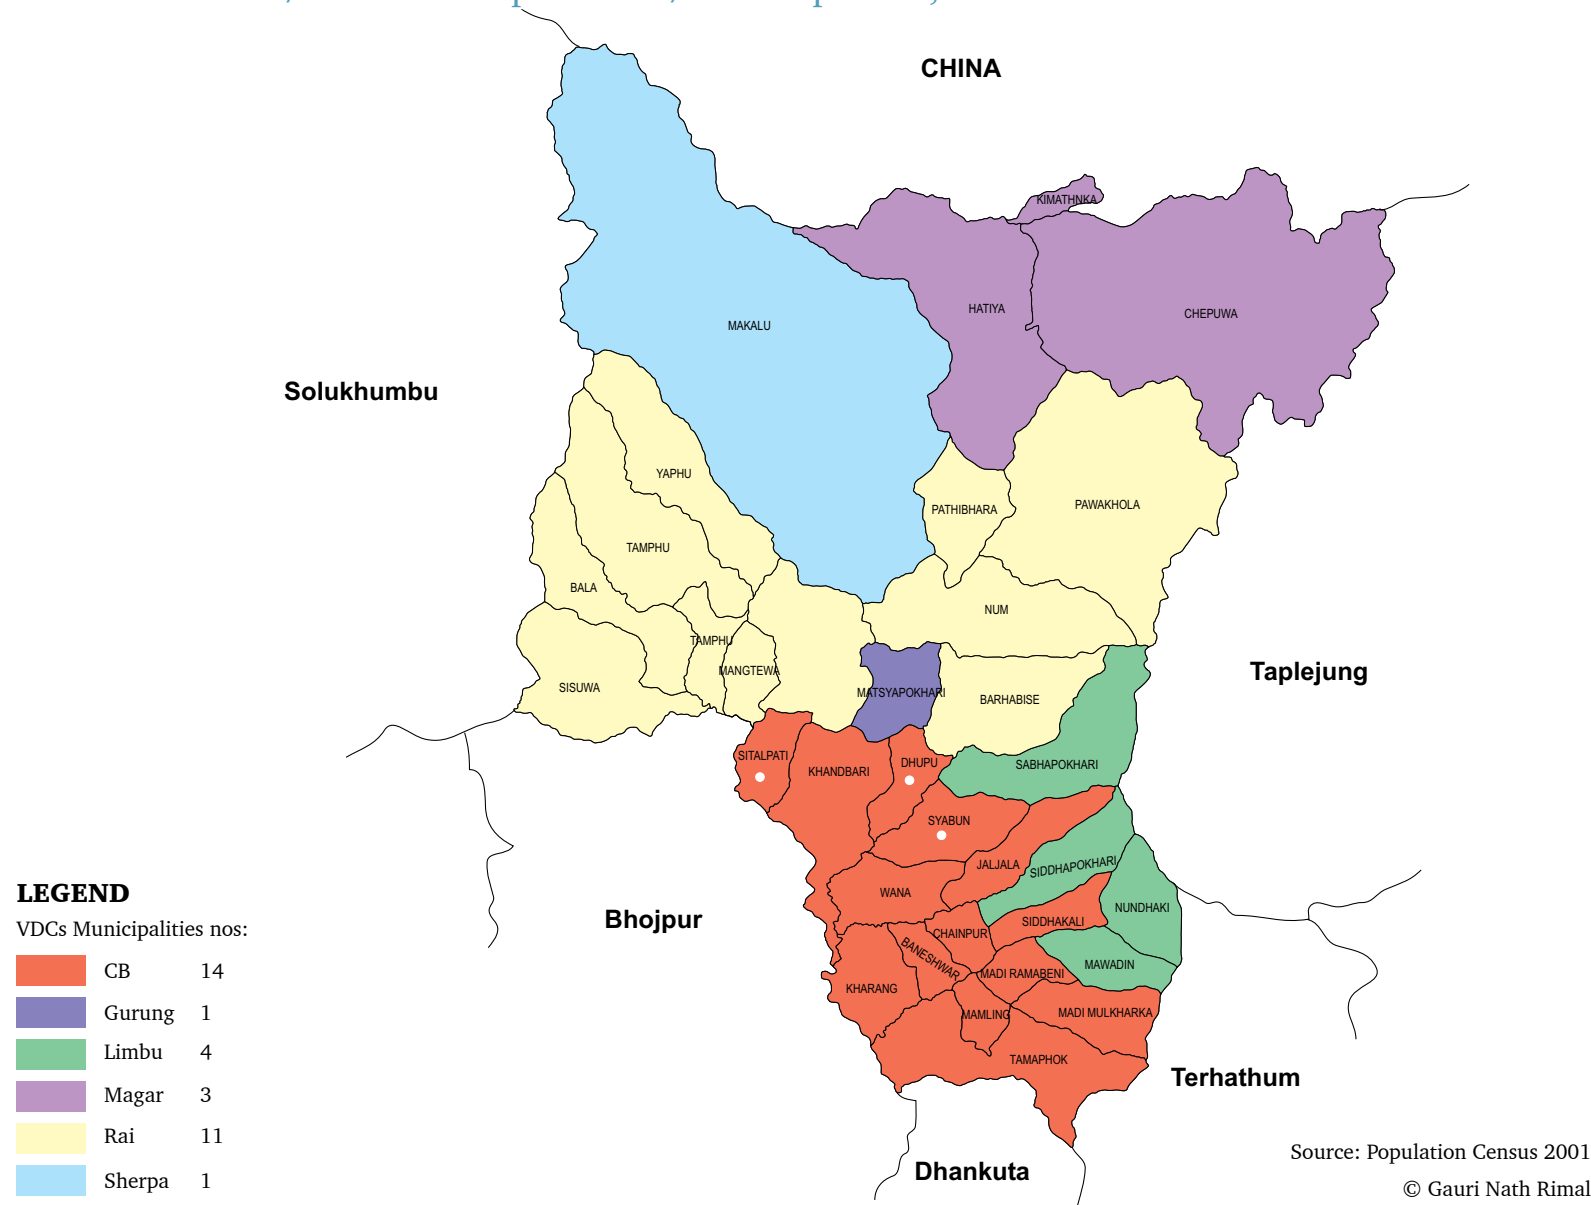 CHINA
KIMATHNKA
HATIYA
CHEPUWA
MAKALU
Solukhumbu
YAPHU
PATHIBHARA
PAWAKHOLA
TAMPHU
BALA
NUM
TAMPHU
MANGTEWA
SISUWA
MATSYAPOKHARI
BARHABISE
Taplejung
SITALPATI
KHANDBARI
DHUPU
SABHAPOKHARI
SYABUN
JALJALA
SIDDHAPOKHARI
WANA
NUNDHAKI
SIDDHAKALI
CHAINPUR
BANESHWAR
MAWADIN
MADI RAMABENI
KHARANG
MAMLING
MADI MULKHARKA
TAMAPHOK
Bhojpur
Terhathum
Dhankuta
LEGEND
VDCs Municipalities nos:
CB 14
Gurung 1
Limbu 4
Magar 3
Rai 11
Sherpa 1
Source: Population Census 2001
© Gauri Nath Rimal